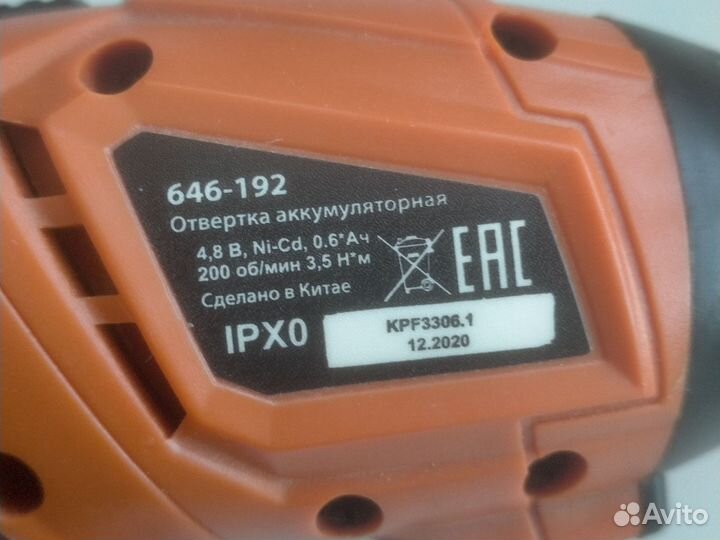 646-192
Отвертка аккумуляторная
4,8 В, Ni-Cd, 0.6*Ач
200 об/мин 3,5 Н*м
Сделано в Китае
EAC
IPX0
KPF3306.1
12.2020
Avito